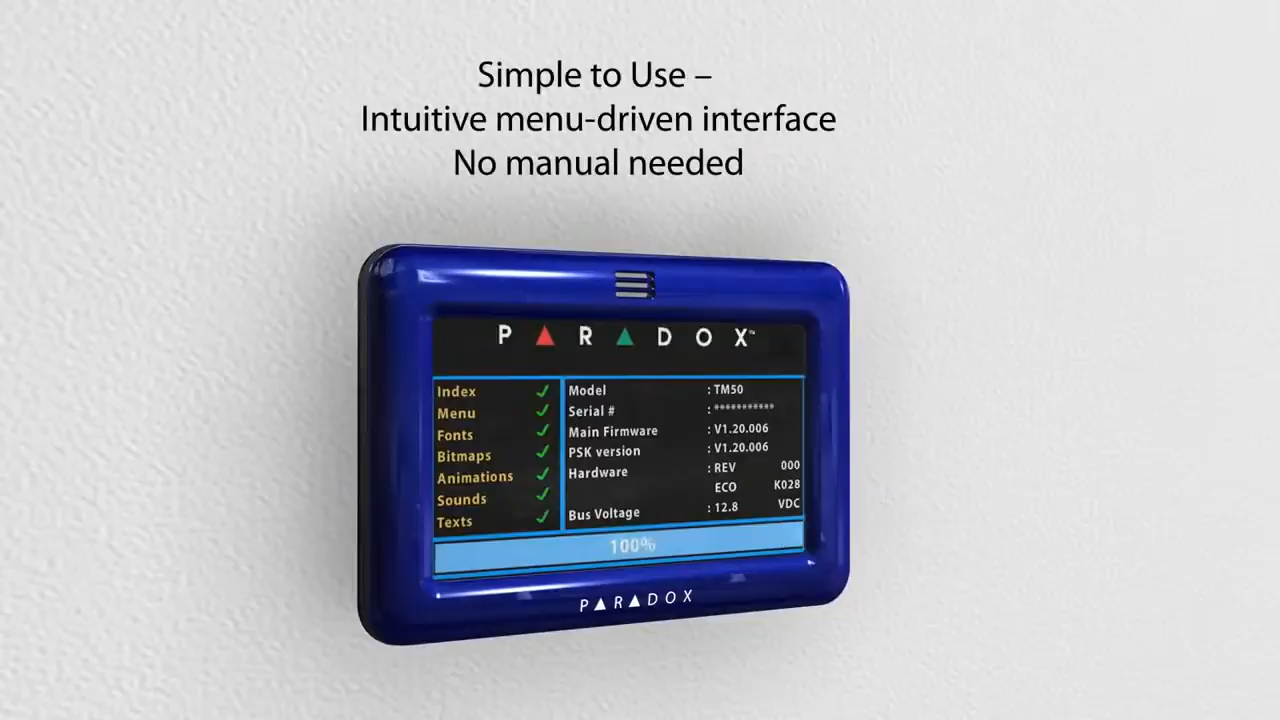 Simple to Use –
Intuitive menu-driven interface
No manual needed
PARADOX™
Index ✓
Menu ✓
Fonts ✓
Bitmaps ✓
Animations ✓
Sounds ✓
Texts ✓
Model : TM50
Serial # : ***********
Main Firmware : V1.20.006
PSK version : V1.20.006
Hardware : REV 000
ECO K028
Bus Voltage : 12.8 VDC
100%
PARADOX